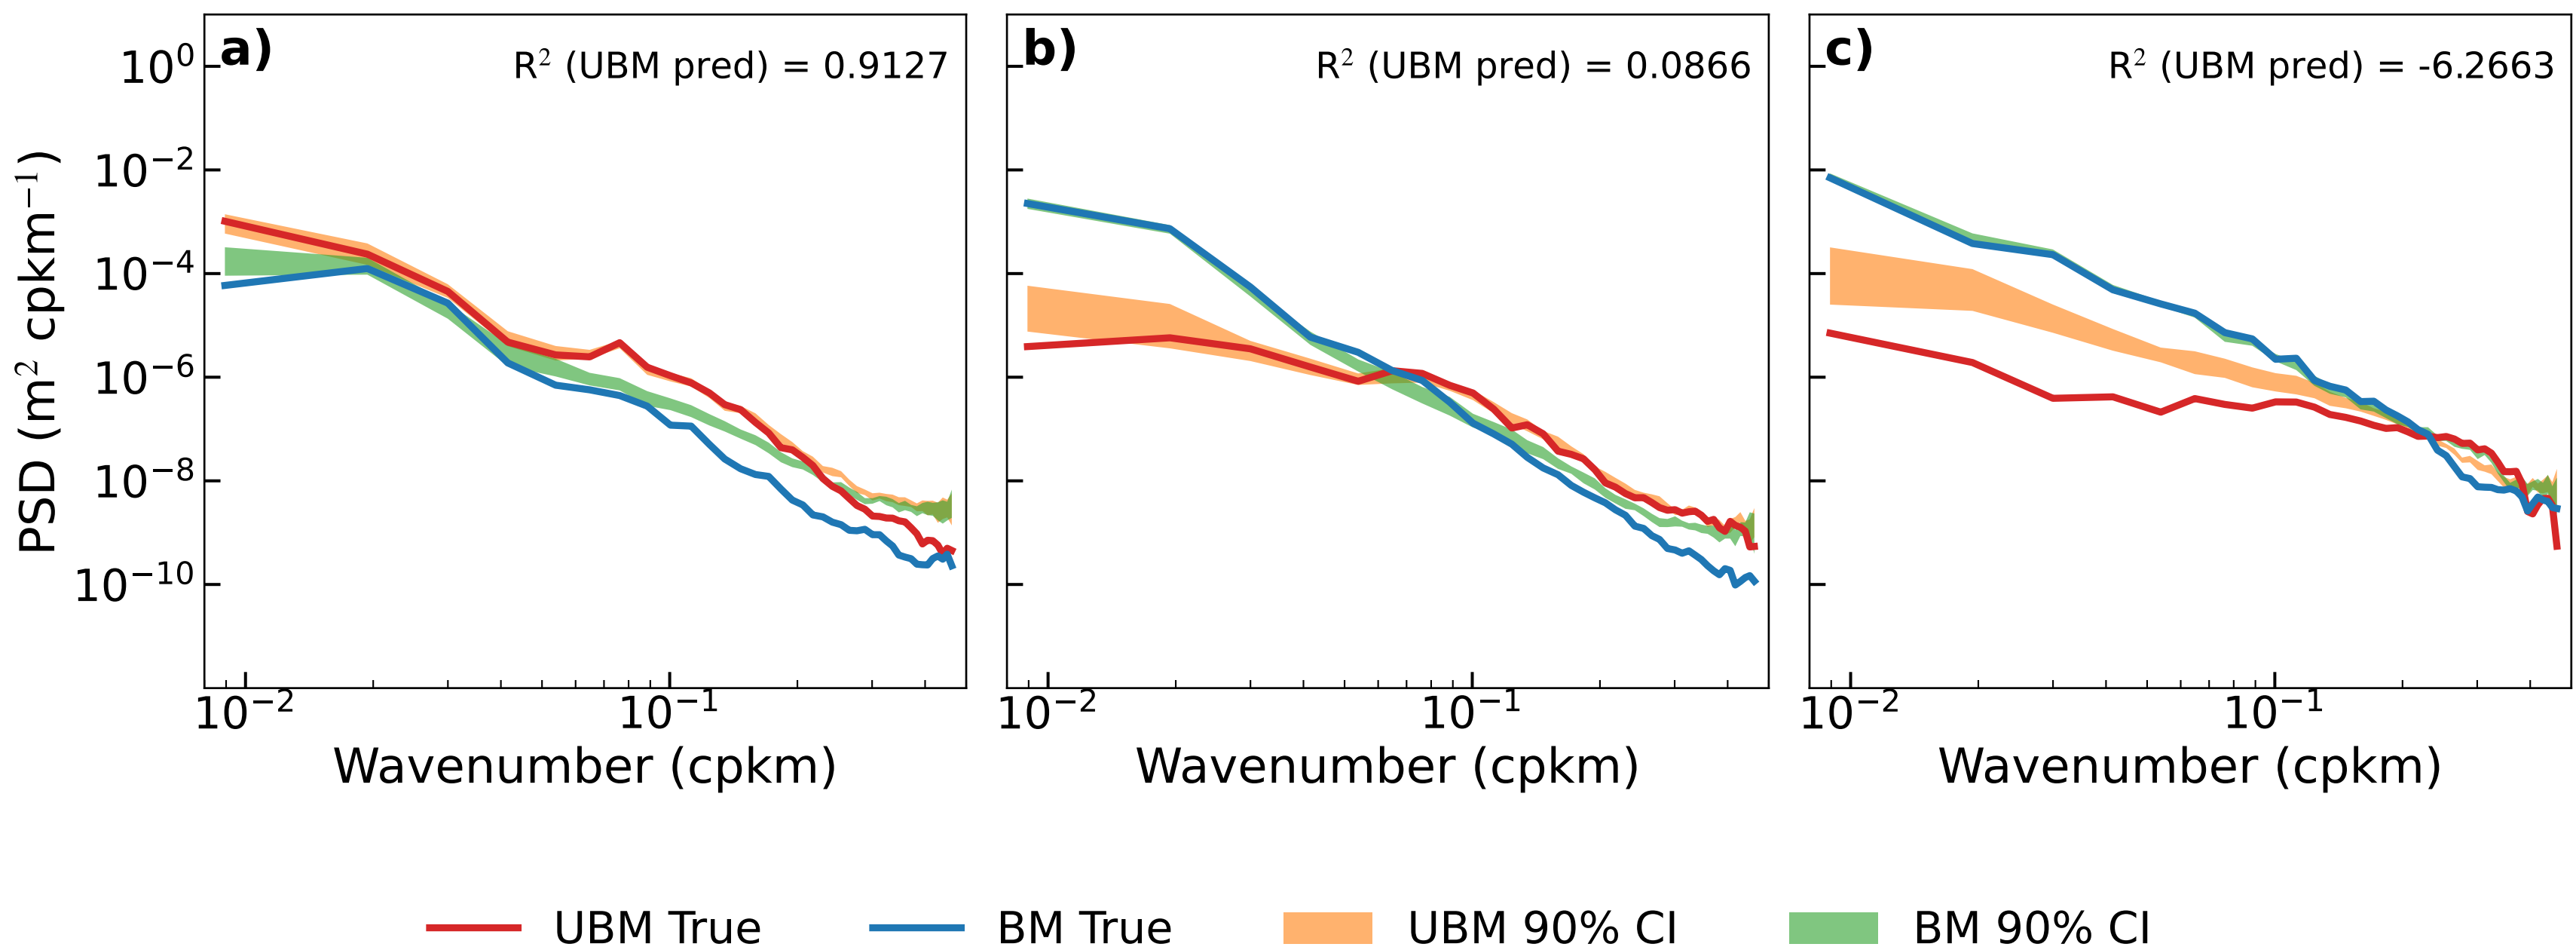 a) R² (UBM pred) = 0.9127
b) R² (UBM pred) = 0.0866
c) R² (UBM pred) = -6.2663
PSD (m² cpkm⁻¹)
10⁰
10⁻²
10⁻⁴
10⁻⁶
10⁻⁸
10⁻¹⁰
10⁻² 10⁻¹
10⁻² 10⁻¹
10⁻² 10⁻¹
Wavenumber (cpkm)
Wavenumber (cpkm)
Wavenumber (cpkm)
UBM True BM True UBM 90% CI BM 90% CI